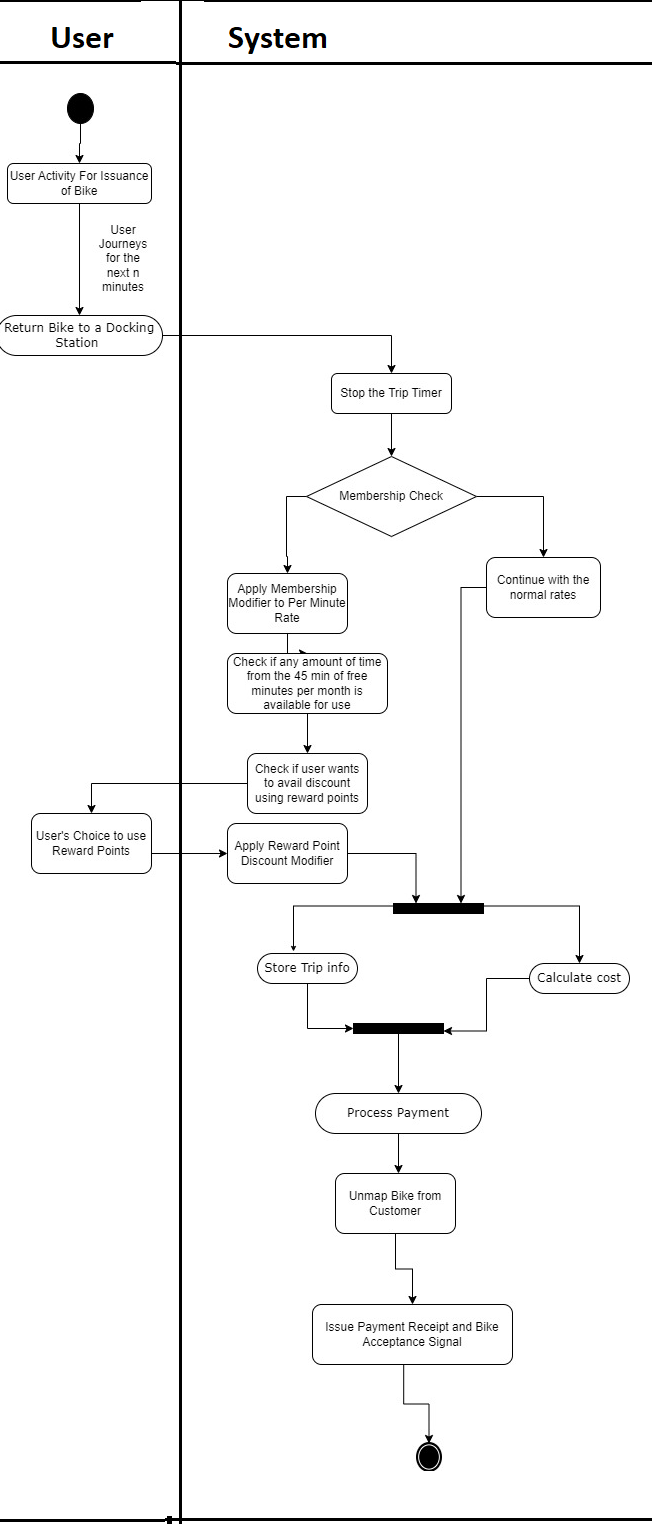 User
System
User Activity For Issuance
of Bike
User
Journeys
for the
next n
minutes
Return Bike to a Docking
Station
Stop the Trip Timer
Membership Check
Apply Membership
Modifier to Per Minute
Rate
Continue with the
normal rates
Check if any amount of time
from the 45 min of free
minutes per month is
available for use
Check if user wants
to avail discount
using reward points
User's Choice to use
Reward Points
Apply Reward Point
Discount Modifier
Store Trip info
Calculate cost
Process Payment
Unmap Bike from
Customer
Issue Payment Receipt and Bike
Acceptance Signal